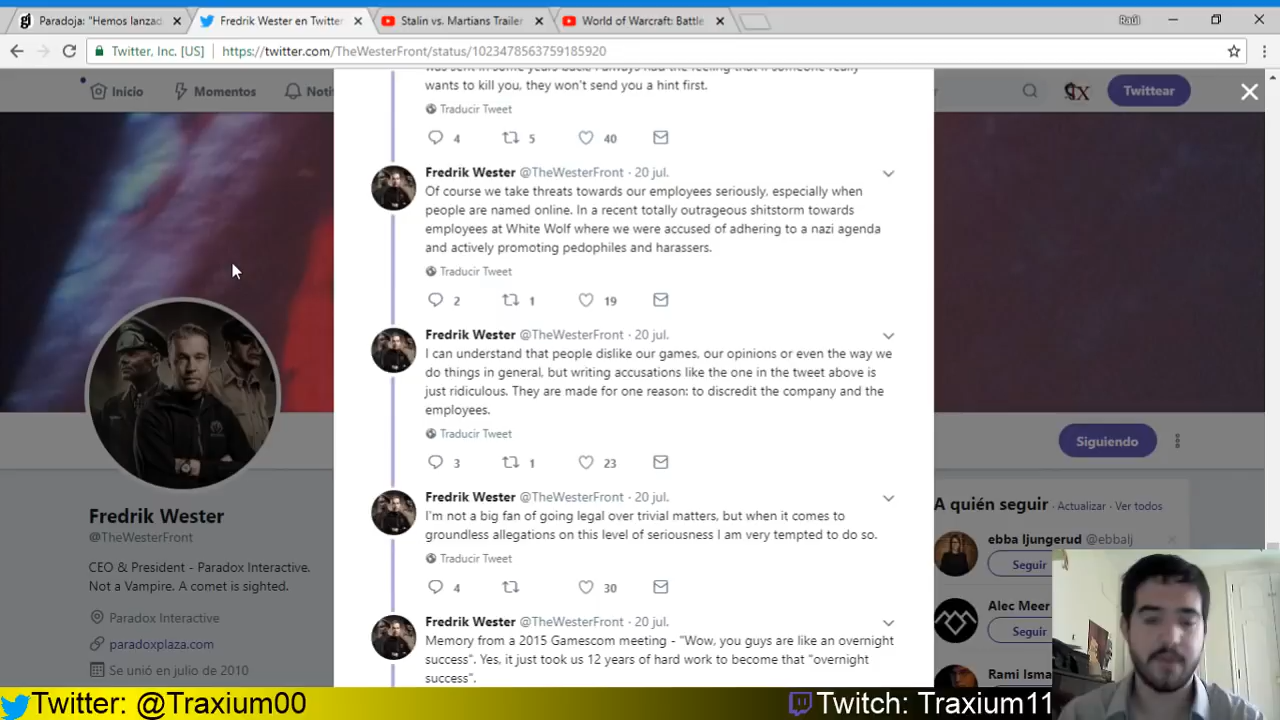 Paradoja: "Hemos lanzad
Fredrik Wester en Twitter
Stalin vs. Martians Trailer
World of Warcraft: Battle
Raúl
Twitter, Inc. [US]
https://twitter.com/TheWesterFront/status/1023478563759185920
Inicio
Momentos
Noti
Twittear
wants to kill you, they won't send you a hint first.
Traducir Tweet
4 5 40
Fredrik Wester @TheWesterFront · 20 jul.
Of course we take threats towards our employees seriously, especially when
people are named online. In a recent totally outrageous shitstorm towards
employees at White Wolf where we were accused of adhering to a nazi agenda
and actively promoting pedophiles and harassers.
Traducir Tweet
2 1 19
Fredrik Wester @TheWesterFront · 20 jul.
I can understand that people dislike our games, our opinions or even the way we
do things in general, but writing accusations like the one in the tweet above is
just ridiculous. They are made for one reason: to discredit the company and the
employees.
Traducir Tweet
3 1 23
Fredrik Wester @TheWesterFront · 20 jul.
I'm not a big fan of going legal over trivial matters, but when it comes to
groundless allegations on this level of seriousness I am very tempted to do so.
Traducir Tweet
4 30
Fredrik Wester @TheWesterFront · 20 jul.
Memory from a 2015 Gamescom meeting - "Wow, you guys are like an overnight
success". Yes, it just took us 12 years of hard work to become that "overnight
success".
Fredrik Wester
@TheWesterFront
CEO & President - Paradox Interactive.
Not a Vampire. A comet is sighted.
Paradox Interactive
paradoxplaza.com
Se unió en julio de 2010
Siguiendo
A quién seguir · Actualizar · Ver todos
ebba ljungerud @ebbalj
Seguir
Alec Meer
Seguir
Rami Isma
Twitter: @Traxium00
Twitch: Traxium11